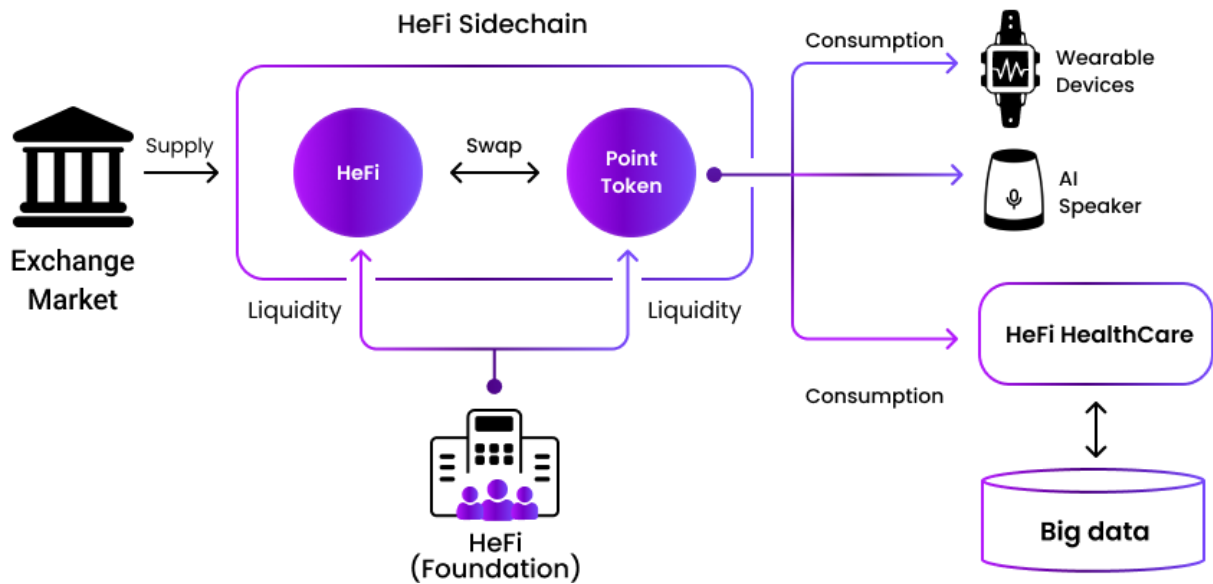 HeFi Sidechain
Exchange
Market
Supply
HeFi
Swap
Point
Token
Liquidity
Liquidity
HeFi
(Foundation)
Consumption
Wearable
Devices
AI
Speaker
Consumption
HeFi HealthCare
Big data